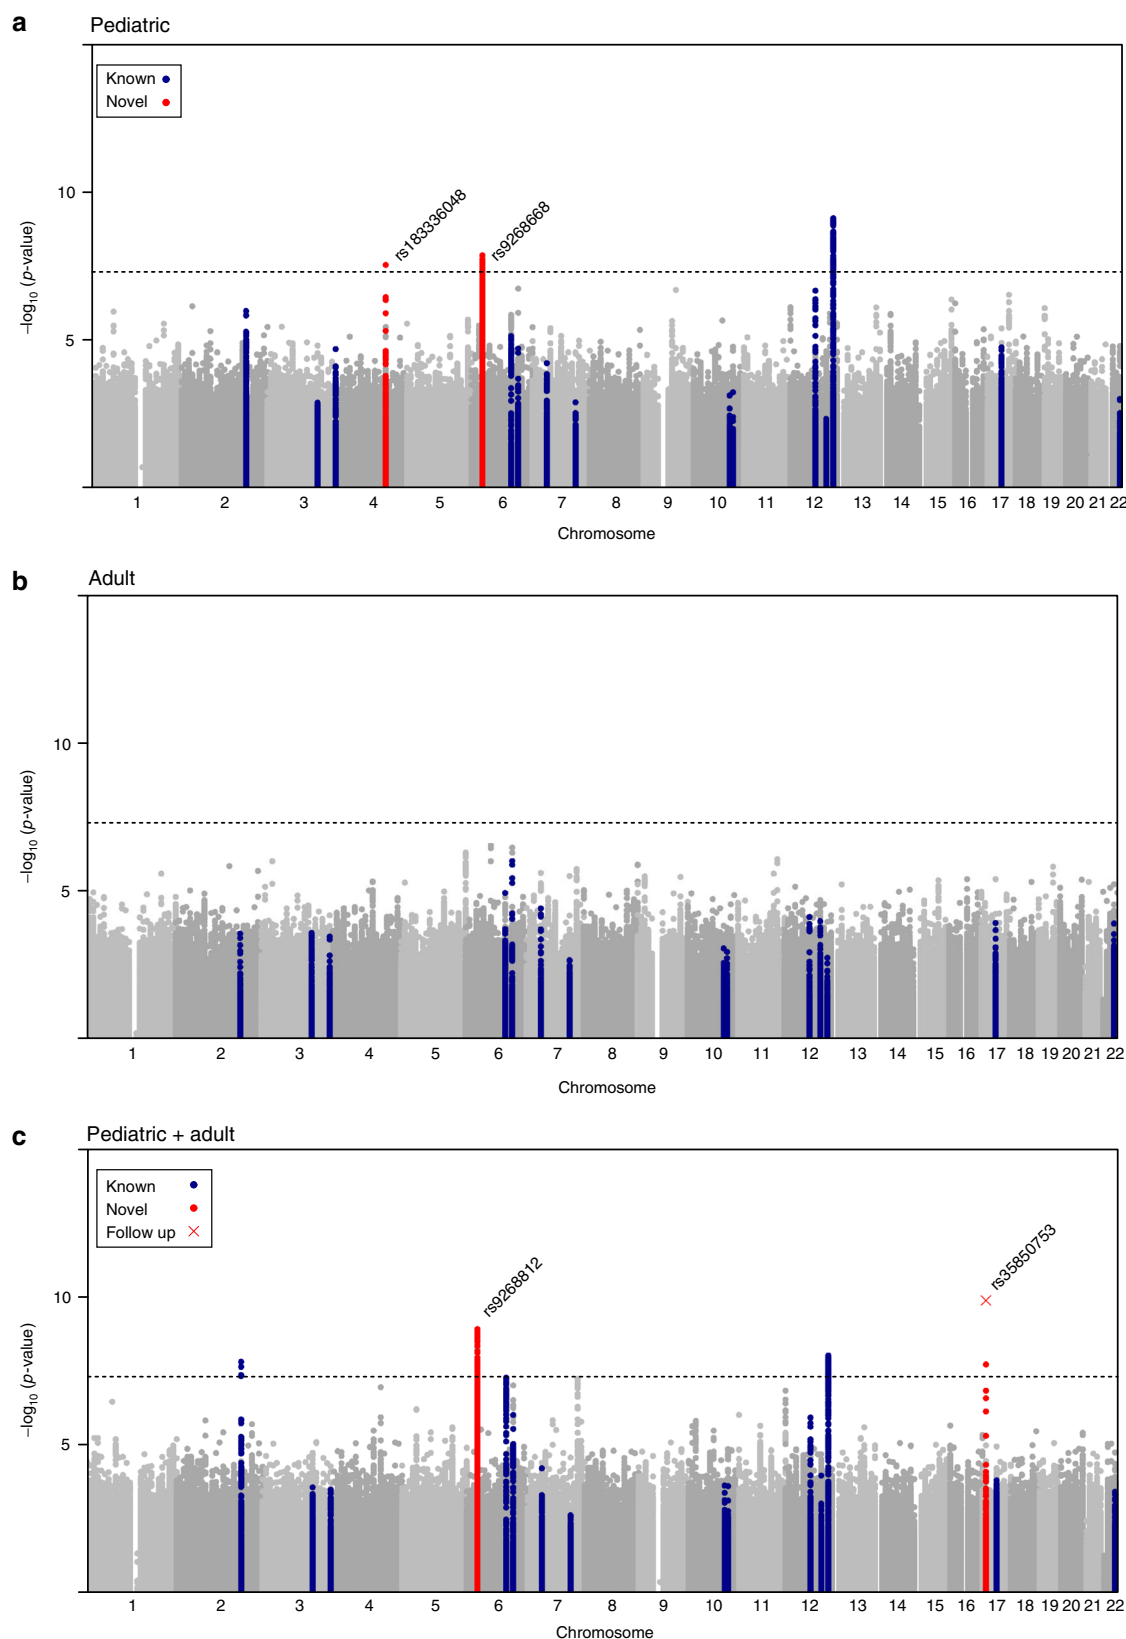 a Pediatric
Known
Novel
rs183336048
rs9268668
10
5
−log10 (p-value)
1 2 3 4 5 6 7 8 9 10 11 12 13 14 15 16 17 18 19 20 21 22
Chromosome
b Adult
10
5
−log10 (p-value)
1 2 3 4 5 6 7 8 9 10 11 12 13 14 15 16 17 18 19 20 21 22
Chromosome
c Pediatric + adult
Known
Novel
Follow up
rs9268812
rs35850753
10
5
−log10 (p-value)
1 2 3 4 5 6 7 8 9 10 11 12 13 14 15 16 17 18 19 20 21 22
Chromosome